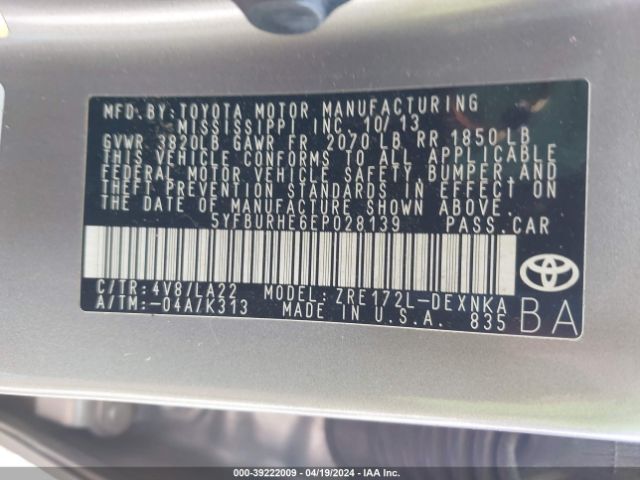 MFD.BY:TOYOTA MOTOR MANUFACTURING
MISSISSIPPI INC. 10/13
GVWR 3820LB GAWR FR 2070 LB RR 1850 LB
THIS VEHICLE CONFORMS TO ALL APPLICABLE
FEDERAL MOTOR VEHICLE SAFETY, BUMPER, AND
THEFT PREVENTION STANDARDS IN EFFECT ON
THE DATE OF MANUFACTURE SHOWN ABOVE.
5YFBURHE6EP028139 PASS.CAR
C/TR:4V8/LA22 MODEL: ZRE172L-DEXNKA
A/TM:-04A/K313 MADE IN U.S.A. 835 BA
TOYOTA
000-39222009 - 04/19/2024 - IAA Inc.